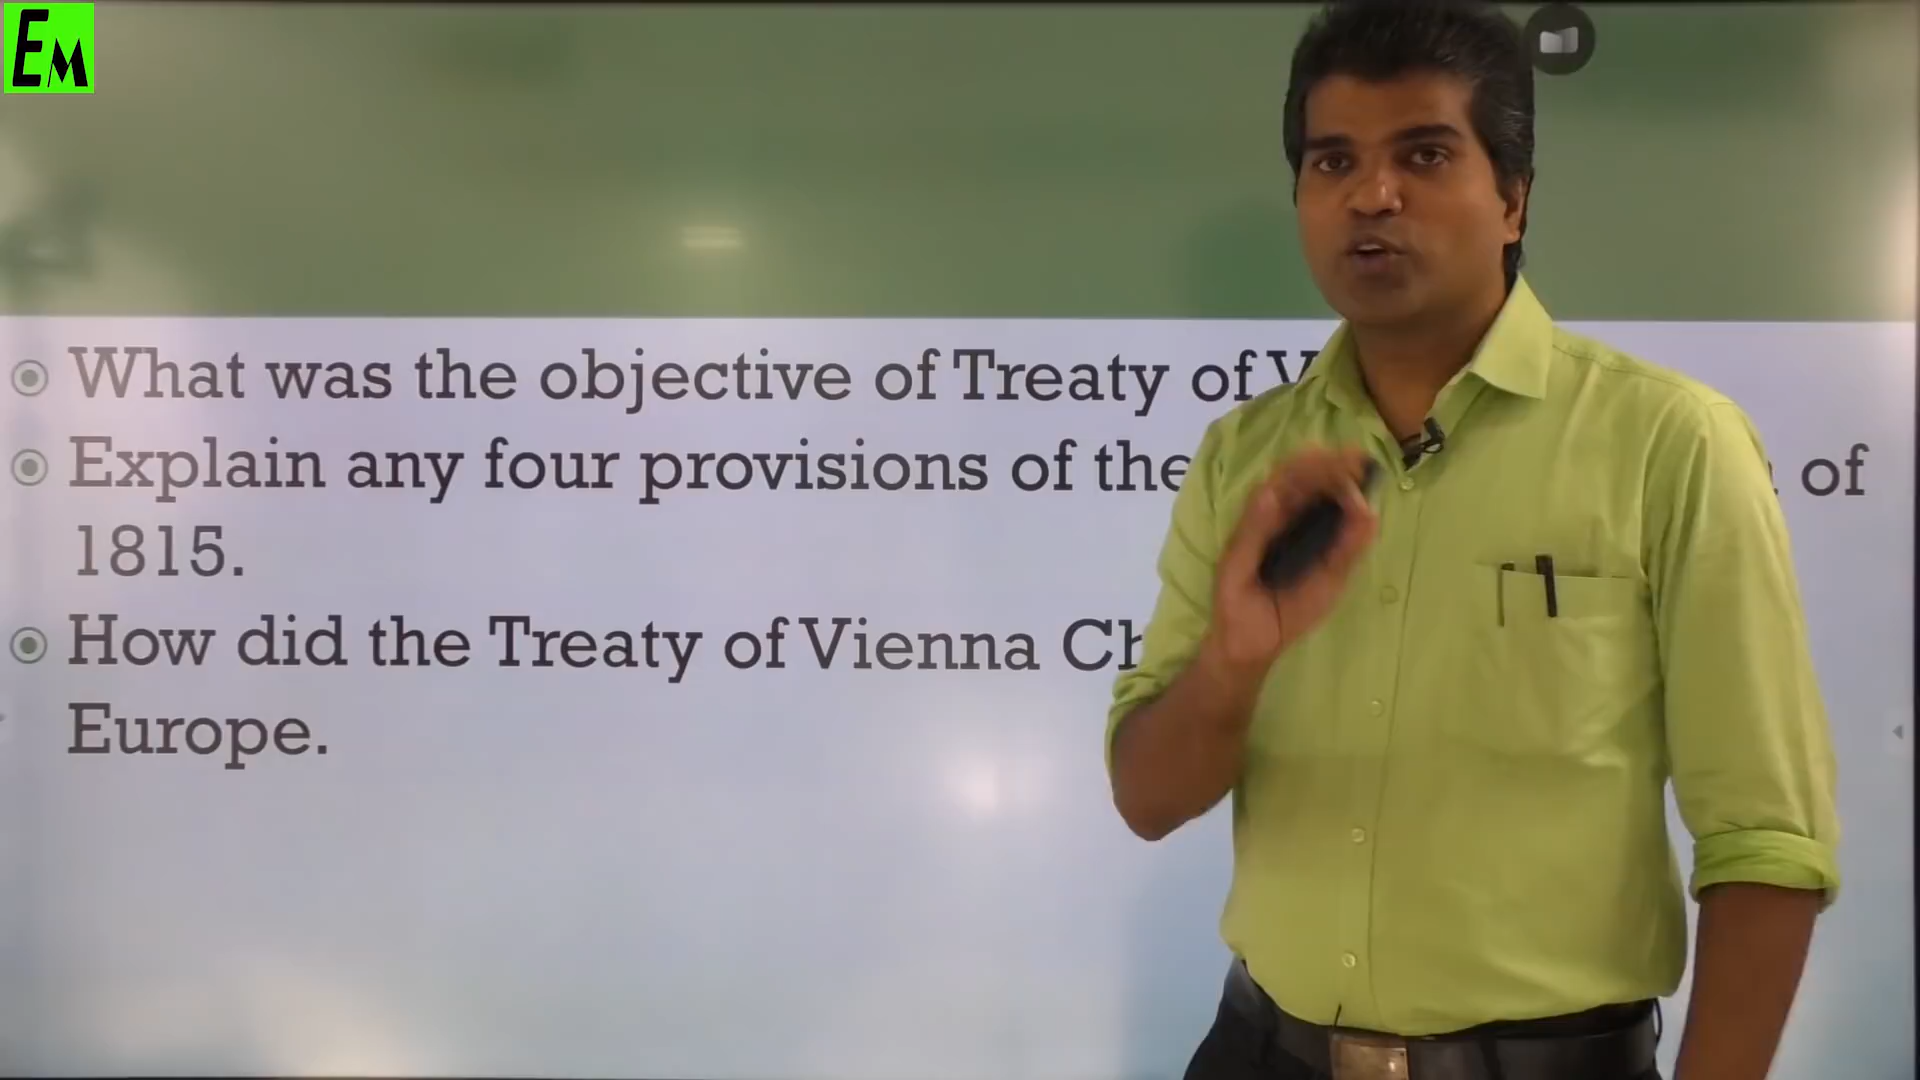 EM
What was the objective of Treaty of
Explain any four provisions of the of
1815.
How did the Treaty of Vienna
Europe.